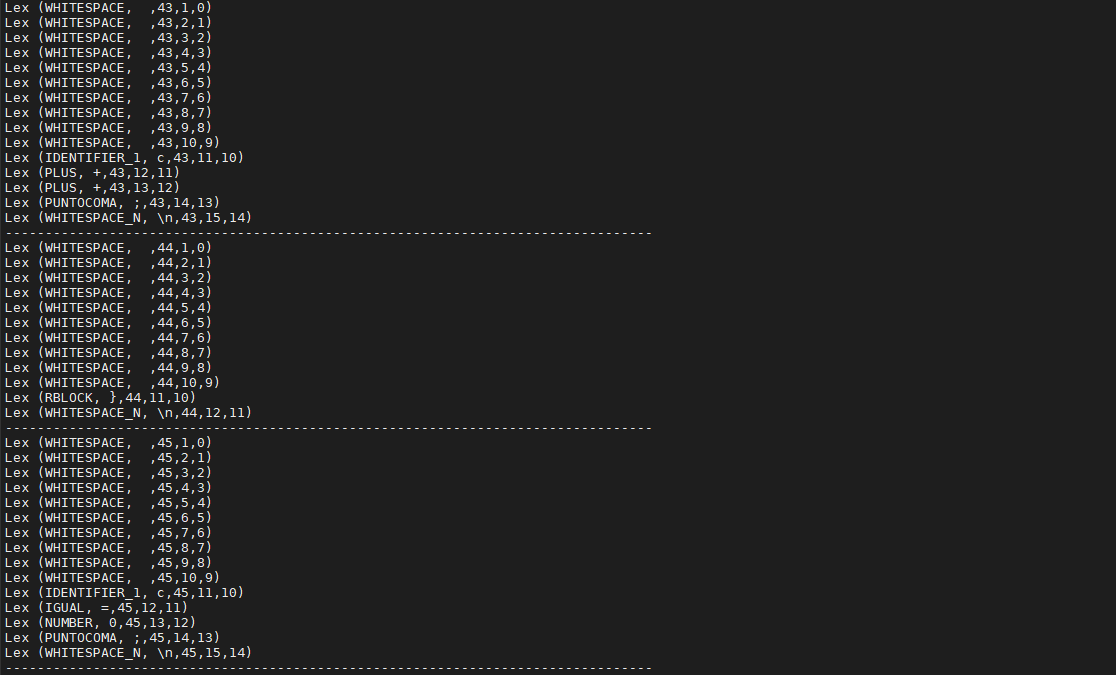 Lex (WHITESPACE,  ,43,1,0)
Lex (WHITESPACE,  ,43,2,1)
Lex (WHITESPACE,  ,43,3,2)
Lex (WHITESPACE,  ,43,4,3)
Lex (WHITESPACE,  ,43,5,4)
Lex (WHITESPACE,  ,43,6,5)
Lex (WHITESPACE,  ,43,7,6)
Lex (WHITESPACE,  ,43,8,7)
Lex (WHITESPACE,  ,43,9,8)
Lex (WHITESPACE,  ,43,10,9)
Lex (IDENTIFIER_1, c,43,11,10)
Lex (PLUS, +,43,12,11)
Lex (PLUS, +,43,13,12)
Lex (PUNTOCOMA, ;,43,14,13)
Lex (WHITESPACE_N, \n,43,15,14)
---------------------------------------------------------------------------------
Lex (WHITESPACE,  ,44,1,0)
Lex (WHITESPACE,  ,44,2,1)
Lex (WHITESPACE,  ,44,3,2)
Lex (WHITESPACE,  ,44,4,3)
Lex (WHITESPACE,  ,44,5,4)
Lex (WHITESPACE,  ,44,6,5)
Lex (WHITESPACE,  ,44,7,6)
Lex (WHITESPACE,  ,44,8,7)
Lex (WHITESPACE,  ,44,9,8)
Lex (WHITESPACE,  ,44,10,9)
Lex (RBLOCK, },44,11,10)
Lex (WHITESPACE_N, \n,44,12,11)
---------------------------------------------------------------------------------
Lex (WHITESPACE,  ,45,1,0)
Lex (WHITESPACE,  ,45,2,1)
Lex (WHITESPACE,  ,45,3,2)
Lex (WHITESPACE,  ,45,4,3)
Lex (WHITESPACE,  ,45,5,4)
Lex (WHITESPACE,  ,45,6,5)
Lex (WHITESPACE,  ,45,7,6)
Lex (WHITESPACE,  ,45,8,7)
Lex (WHITESPACE,  ,45,9,8)
Lex (WHITESPACE,  ,45,10,9)
Lex (IDENTIFIER_1, c,45,11,10)
Lex (IGUAL, =,45,12,11)
Lex (NUMBER, 0,45,13,12)
Lex (PUNTOCOMA, ;,45,14,13)
Lex (WHITESPACE_N, \n,45,15,14)
---------------------------------------------------------------------------------